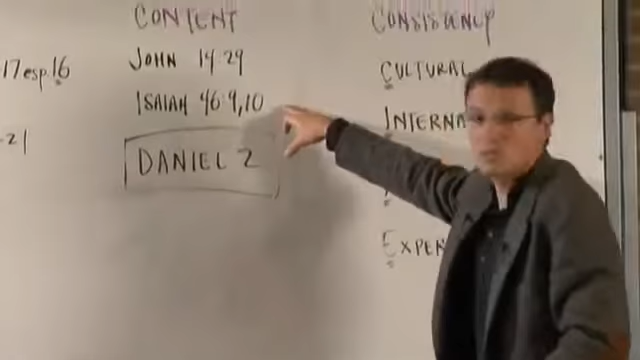 CONTENT
JOHN 14:29
ISAIAH 46:9,10
DANIEL 2
17 esp. 16
21
CONSISTENCY
CULTURAL
INTERNA
EXPER